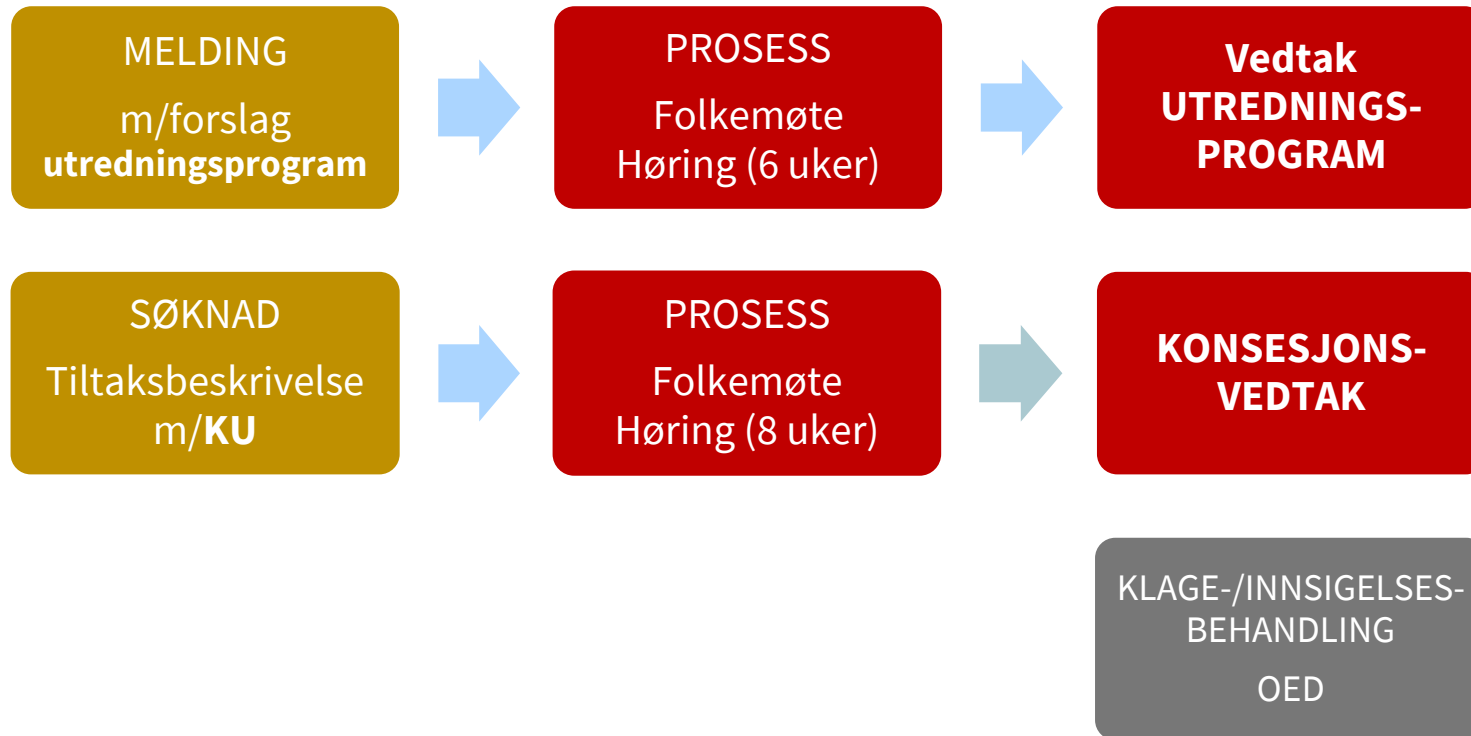 MELDING
m/forslag
utredningsprogram
PROSESS
Folkemøte
Høring (6 uker)
Vedtak
UTREDNINGS-
PROGRAM
SØKNAD
Tiltaksbeskrivelse
m/KU
PROSESS
Folkemøte
Høring (8 uker)
KONSESJONS-
VEDTAK
KLAGE-/INNSIGELSES-
BEHANDLING
OED